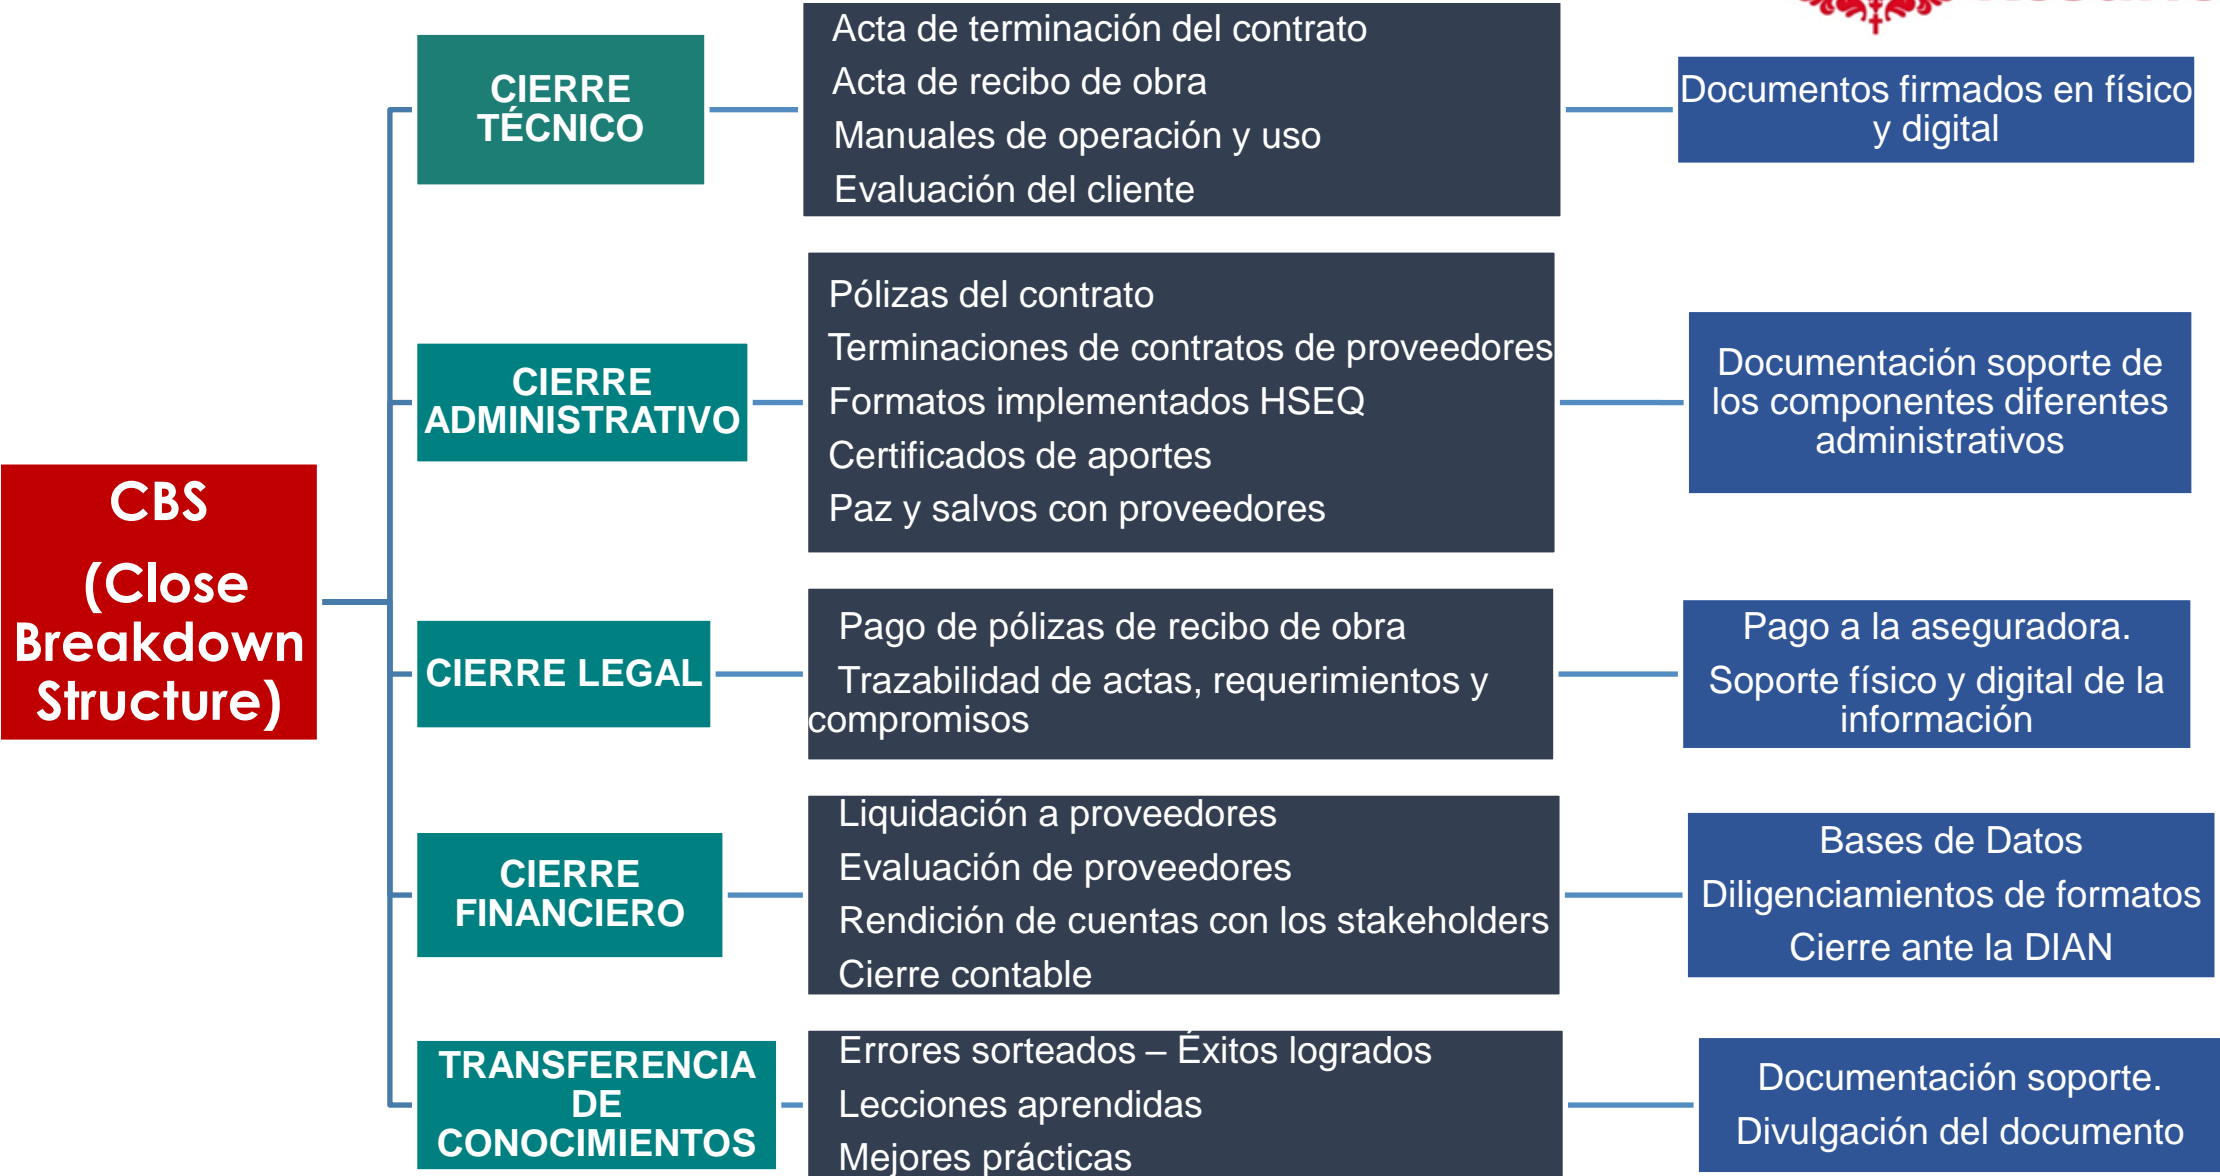 CBS
(Close
Breakdown
Structure)
CIERRE
TÉCNICO
Acta de terminación del contrato
Acta de recibo de obra
Manuales de operación y uso
Evaluación del cliente
Documentos firmados en físico
y digital
CIERRE
ADMINISTRATIVO
Pólizas del contrato
Terminaciones de contratos de proveedores
Formatos implementados HSEQ
Certificados de aportes
Paz y salvos con proveedores
Documentación soporte de
los componentes diferentes
administrativos
CIERRE LEGAL
Pago de pólizas de recibo de obra
Trazabilidad de actas, requerimientos y
compromisos
Pago a la aseguradora.
Soporte físico y digital de la
información
CIERRE
FINANCIERO
Liquidación a proveedores
Evaluación de proveedores
Rendición de cuentas con los stakeholders
Cierre contable
Bases de Datos
Diligenciamientos de formatos
Cierre ante la DIAN
TRANSFERENCIA
DE
CONOCIMIENTOS
Errores sorteados – Éxitos logrados
Lecciones aprendidas
Mejores prácticas
Documentación soporte.
Divulgación del documento